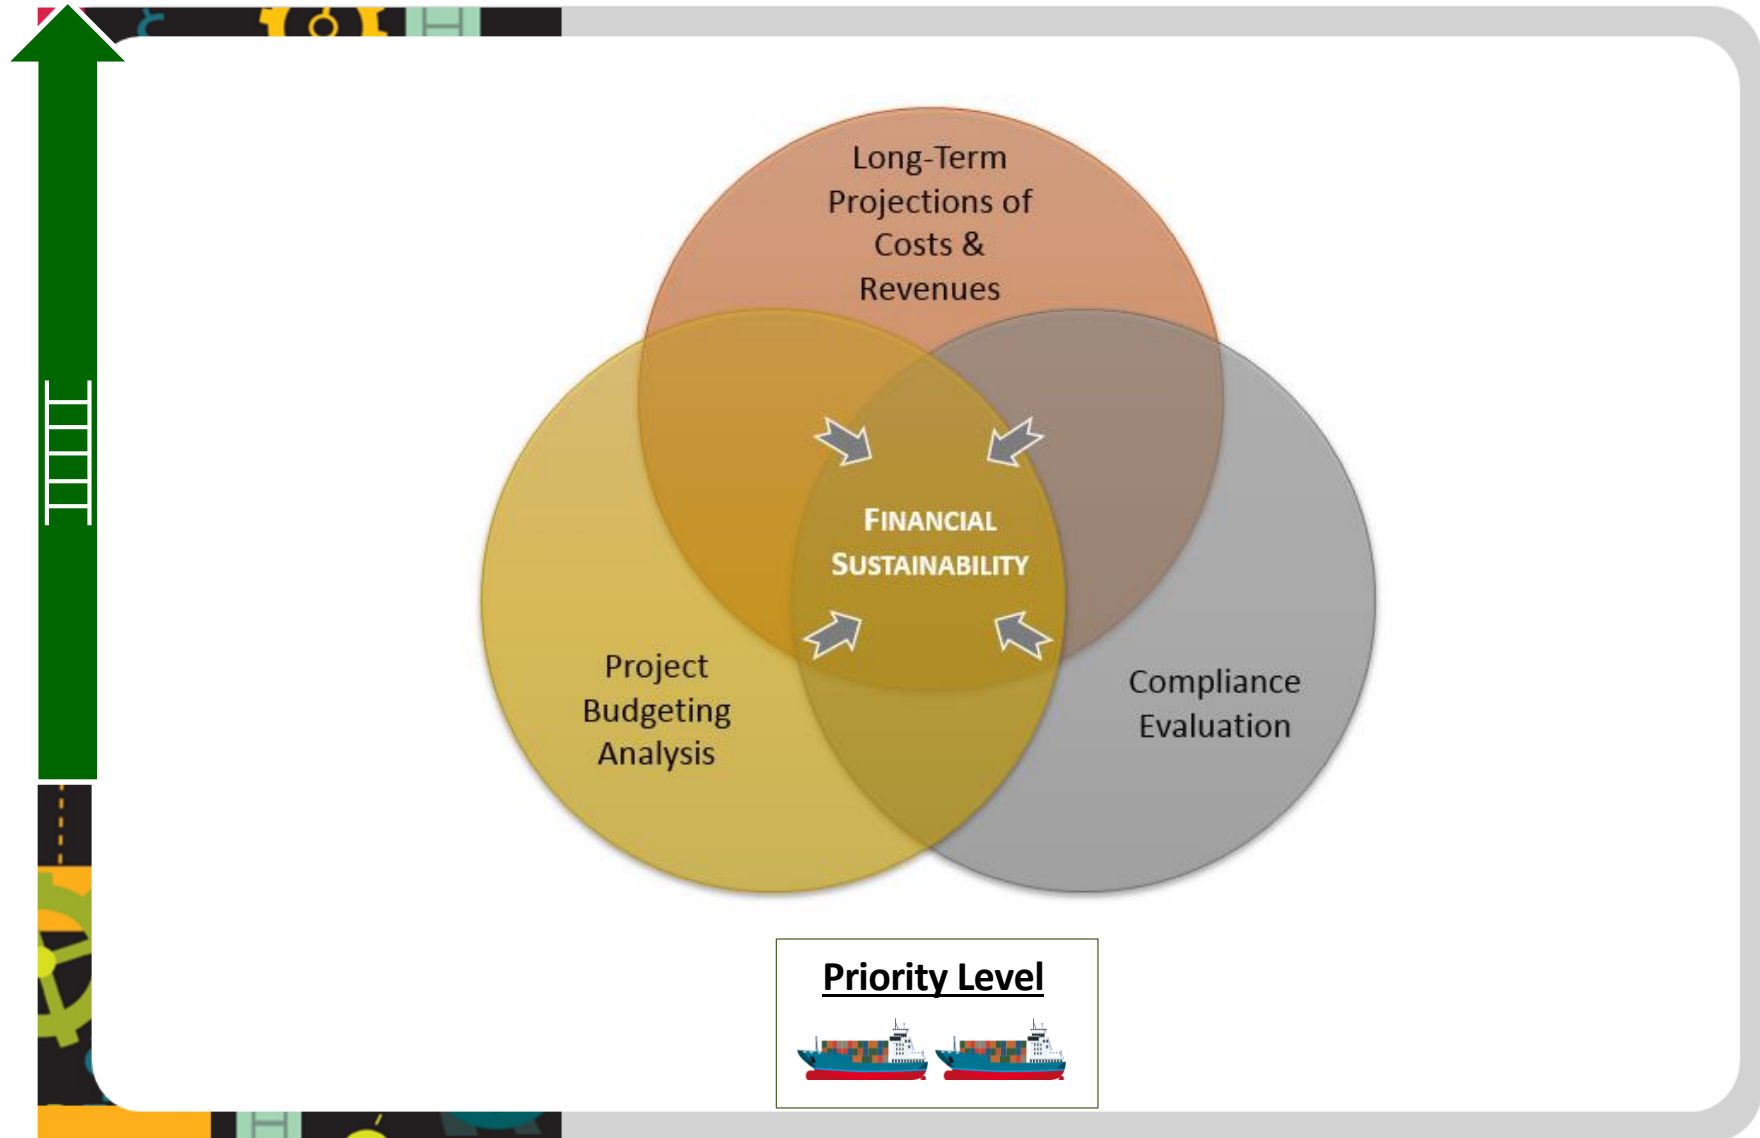 Long-Term
Projections of
Costs &
Revenues
FINANCIAL
SUSTAINABILITY
Project
Budgeting
Analysis
Compliance
Evaluation
Priority Level